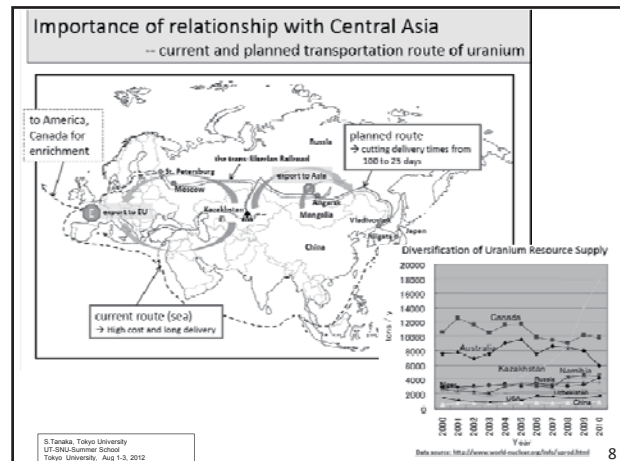 Importance of relationship with Central Asia
-- current and planned transportation route of uranium
to America,
Canada for
enrichment
Russia
planned route
→ cutting delivery times from
100 to 25 days
the trans-Siberian Railroad
St. Petersburg
Moscow
export to Asia
export to EU
Angarsk
Kazakhstan
Mongolia
Vladivostok
Japan
Niigata
China
current route (sea)
→ High cost and long delivery
Diversification of Uranium Resource Supply
20000
18000
16000
14000
12000
10000
8000
6000
4000
2000
0
tons / y
Canada
Australia
Kazakhstan
Namibia
Niger
Russia
Uzbekistan
USA
China
2000
2001
2002
2003
2004
2005
2006
2007
2008
2009
2010
Year
Data source: http://www.world-nuclear.org/info/uprod.html
S.Tanaka, Tokyo University
UT-SNU-Summer School
Tokyo University, Aug 1-3, 2012
8